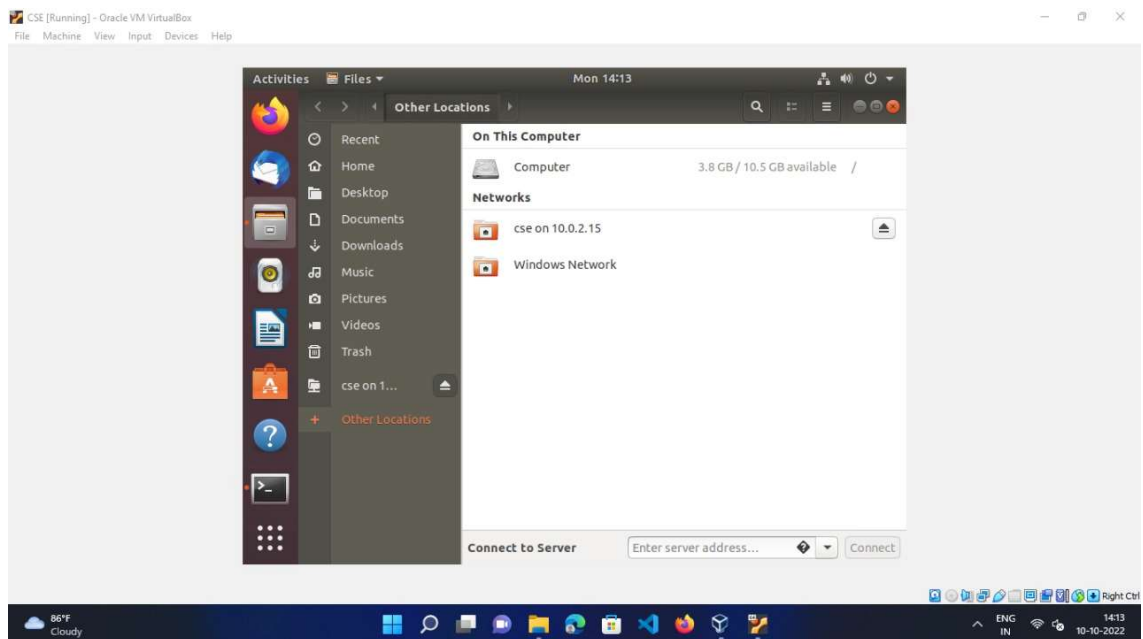 CSE [Running] - Oracle VM VirtualBox
File Machine View Input Devices Help
Activities Files Mon 14:13
Other Locations
Recent
Home
Desktop
Documents
Downloads
Music
Pictures
Videos
Trash
cse on 1...
+ Other Locations
On This Computer
Computer 3.8 GB / 10.5 GB available /
Networks
cse on 10.0.2.15
Windows Network
Connect to Server Enter server address... Connect
Right Ctrl
86°F
Cloudy
ENG
IN
14:13
10-10-2022